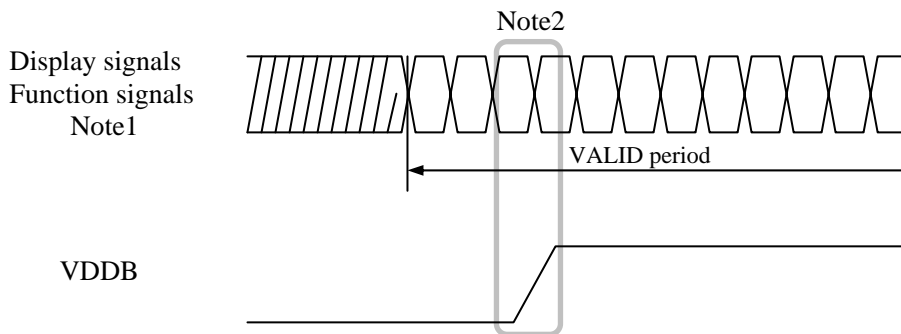 Note2
Display signals
Function signals
Note1
VALID period
VDDB